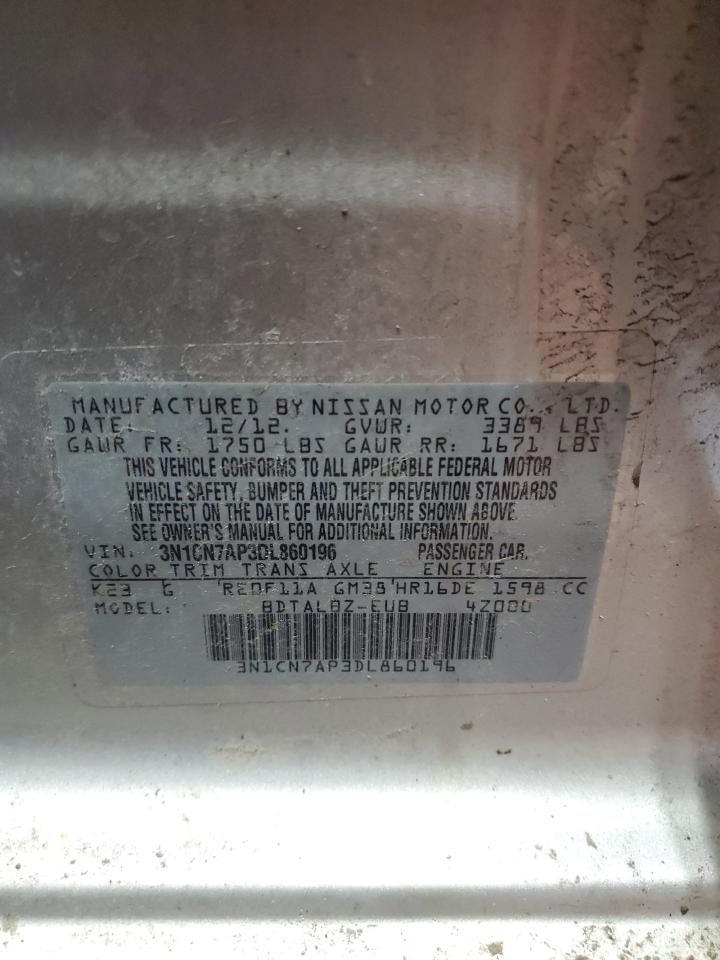 MANUFACTURED BY NISSAN MOTOR CO., LTD.
DATE: 12/12. GVWR: 3389 LBS
GAWR FR: 1750 LBS GAWR RR: 1671 LBS
THIS VEHICLE CONFORMS TO ALL APPLICABLE FEDERAL MOTOR
VEHICLE SAFETY, BUMPER AND THEFT PREVENTION STANDARDS
IN EFFECT ON THE DATE OF MANUFACTURE SHOWN ABOVE.
SEE OWNER'S MANUAL FOR ADDITIONAL INFORMATION.
VIN: 3N1CN7AP3DL860196 PASSENGER CAR.
COLOR TRIM TRANS AXLE ENGINE
K23 G RE0F11A GM38 HR16DE 1598 CC
MODEL: BDTALBZ-EUB 4Z000
3N1CN7AP3DL860196